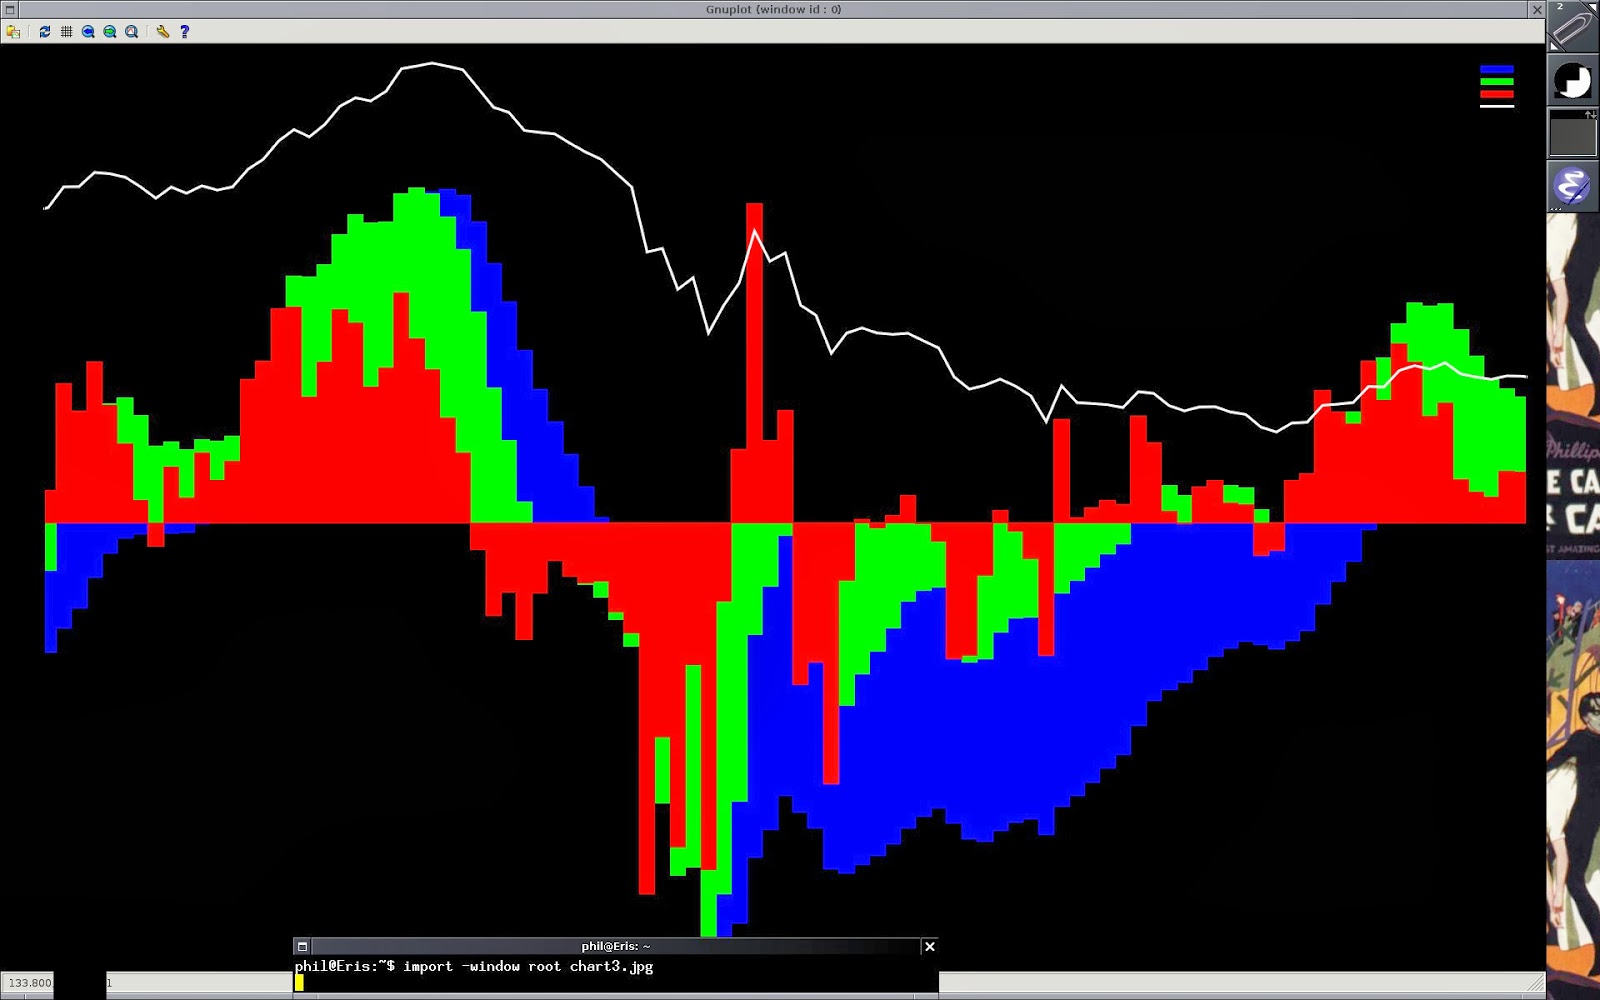 Gnuplot (window id : 0)
2
Phillip
E CA
CA
ST AMAZING
phil@Eris: ~
phil@Eris:~$ import -window root chart3.jpg
133.800
1